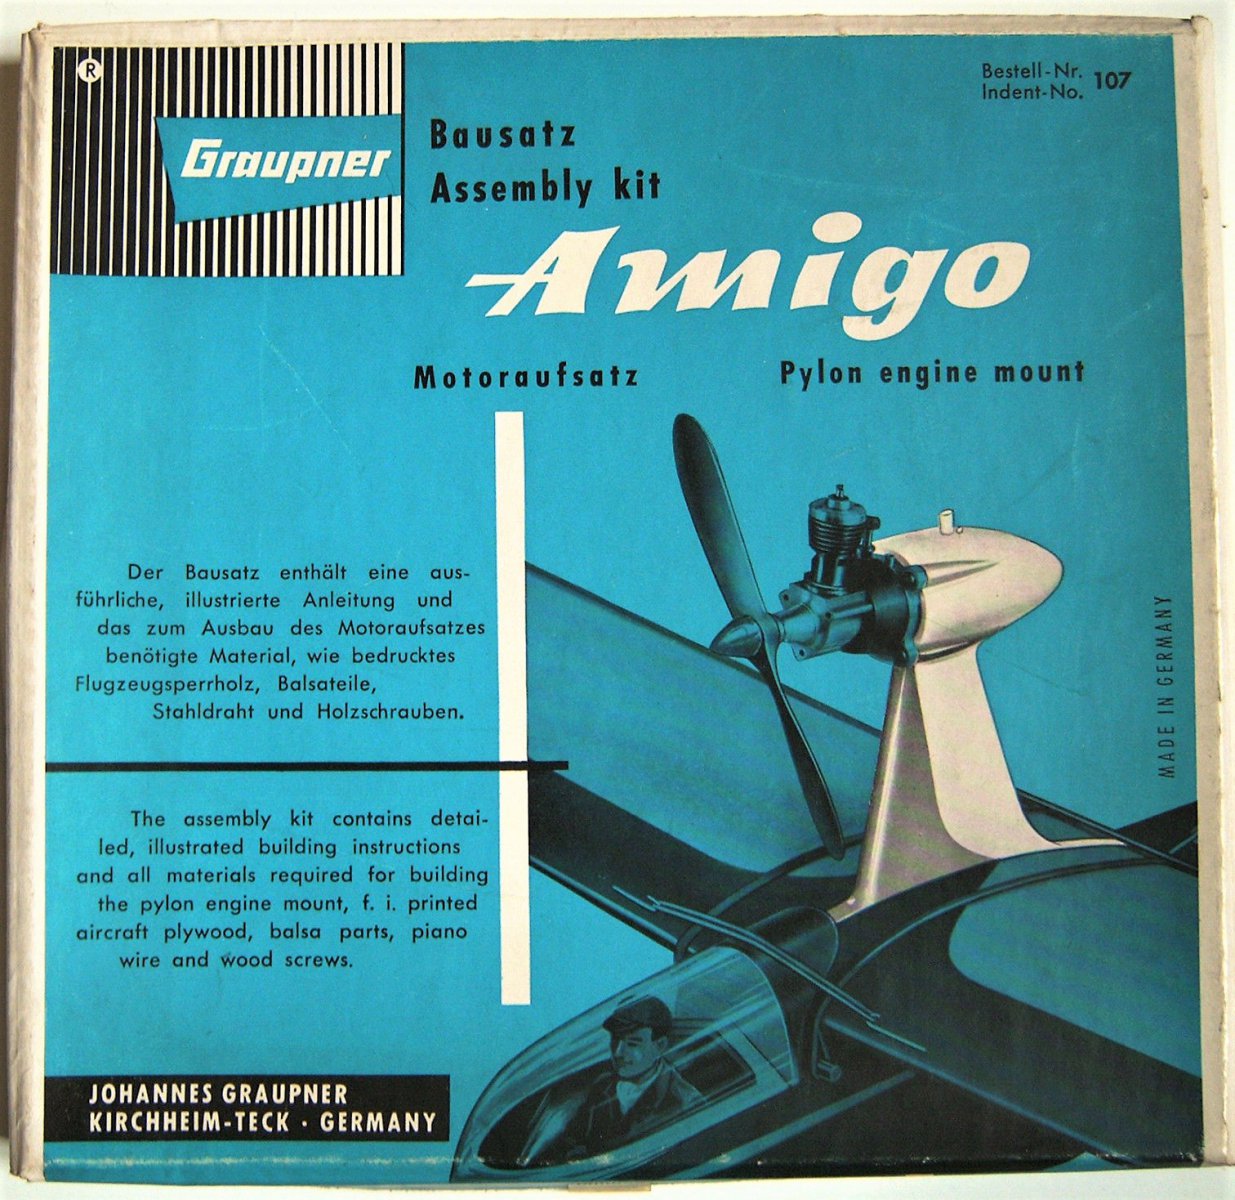 ®
Graupner
Bestell-Nr. 107
Indent-No.
Bausatz
Assembly kit
Amigo
Motoraufsatz
Pylon engine mount
Der Bausatz enthält eine aus-
führliche, illustrierte Anleitung und
das zum Ausbau des Motoraufsatzes
benötigte Material, wie bedrucktes
Flugzeugsperrholz, Balsateile,
Stahldraht und Holzschrauben.
The assembly kit contains detai-
led, illustrated building instructions
and all materials required for building
the pylon engine mount, f. i. printed
aircraft plywood, balsa parts, piano
wire and wood screws.
MADE IN GERMANY
JOHANNES GRAUPNER
KIRCHHEIM-TECK · GERMANY